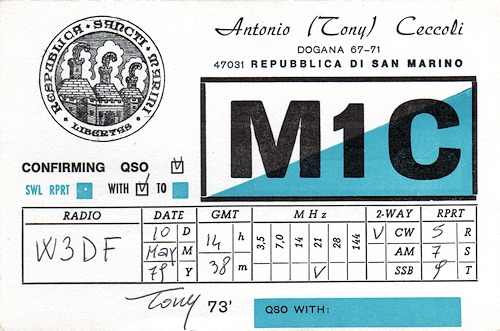 Antonio (Tony) Ceccoli
DOGANA 67-71
47031 REPUBBLICA DI SAN MARINO
RESPUBLICA · SANCTI · MARINI
LIBERTAS
M1C
CONFIRMING QSO ☑
SWL RPRT WITH ☑ TO
RADIO DATE GMT MHz 2-WAY RPRT
W3DF
10 D 14 h 3,5 7,0 14 21 28 144 V CW 5 R
May M AM 7 S
79 Y 38 m V SSB 9 T
Tony 73'
QSO WITH: